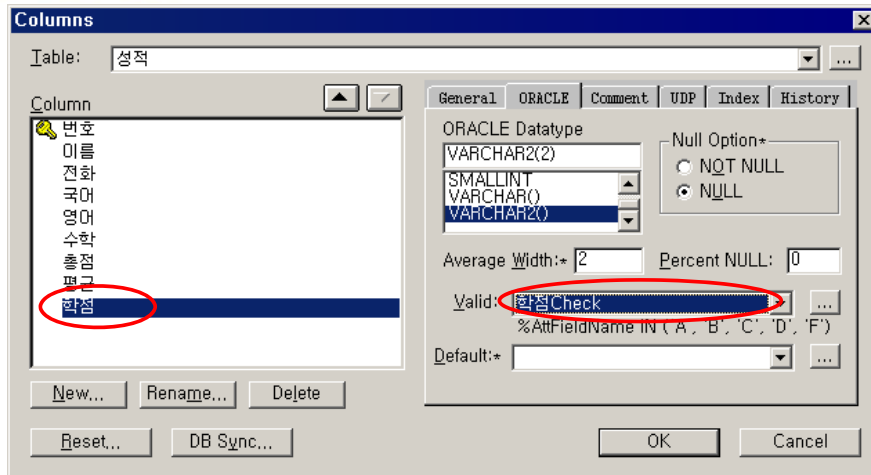 Columns
Table: 성적
...
Column
번호
이름
전화
국어
영어
수학
총점
평균
학점
New...
Rename...
Delete
Reset...
DB Sync...
General ORACLE Comment UDP Index History
ORACLE Datatype
VARCHAR2(2)
SMALLINT
VARCHAR()
VARCHAR2()
Null Option*
NOT NULL
NULL
Average Width:* 2
Percent NULL: 0
Valid: 학점Check
...
%AttFieldName IN ('A', 'B', 'C', 'D', 'F')
Default:*
...
OK
Cancel